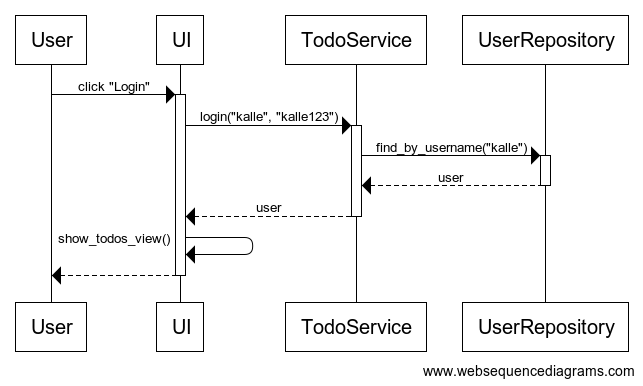 User
UI
TodoService
UserRepository
click "Login"
login("kalle", "kalle123")
find_by_username("kalle")
user
user
show_todos_view()
User
UI
TodoService
UserRepository
www.websequencediagrams.com